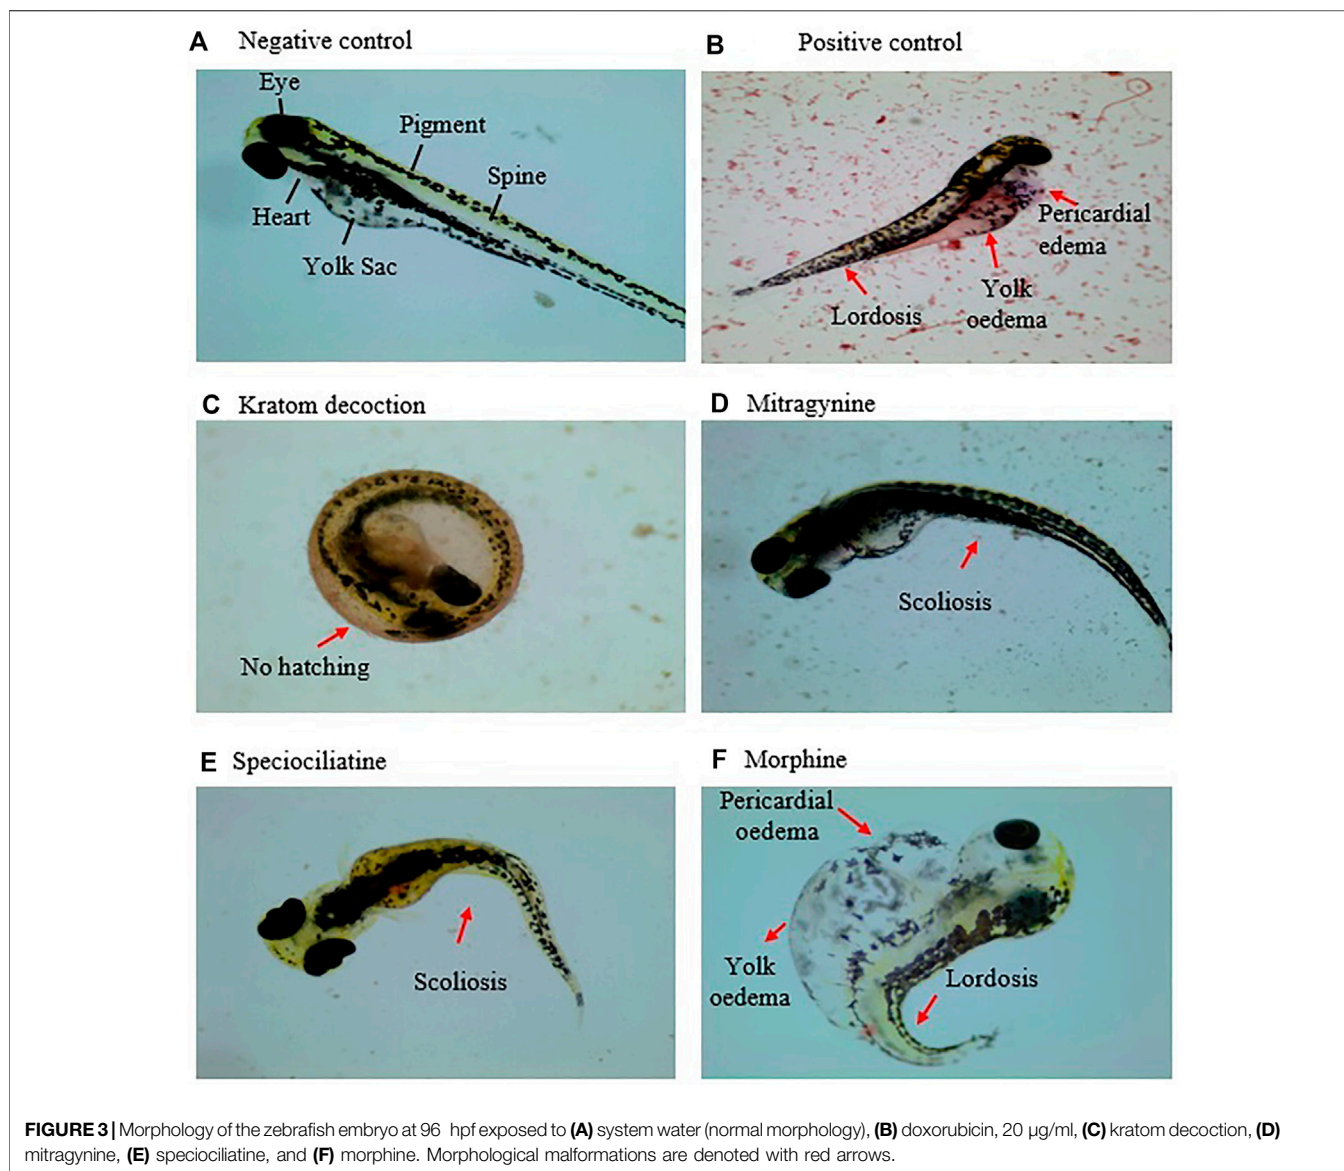 A Negative control
Eye
Pigment
Spine
Heart
Yolk Sac
B Positive control
Pericardial
edema
Yolk
oedema
Lordosis
C Kratom decoction
No hatching
D Mitragynine
Scoliosis
E Speciociliatine
Scoliosis
F Morphine
Pericardial
oedema
Yolk
oedema
Lordosis
FIGURE 3 | Morphology of the zebrafish embryo at 96 hpf exposed to (A) system water (normal morphology), (B) doxorubicin, 20 µg/ml, (C) kratom decoction, (D)
mitragynine, (E) speciociliatine, and (F) morphine. Morphological malformations are denoted with red arrows.